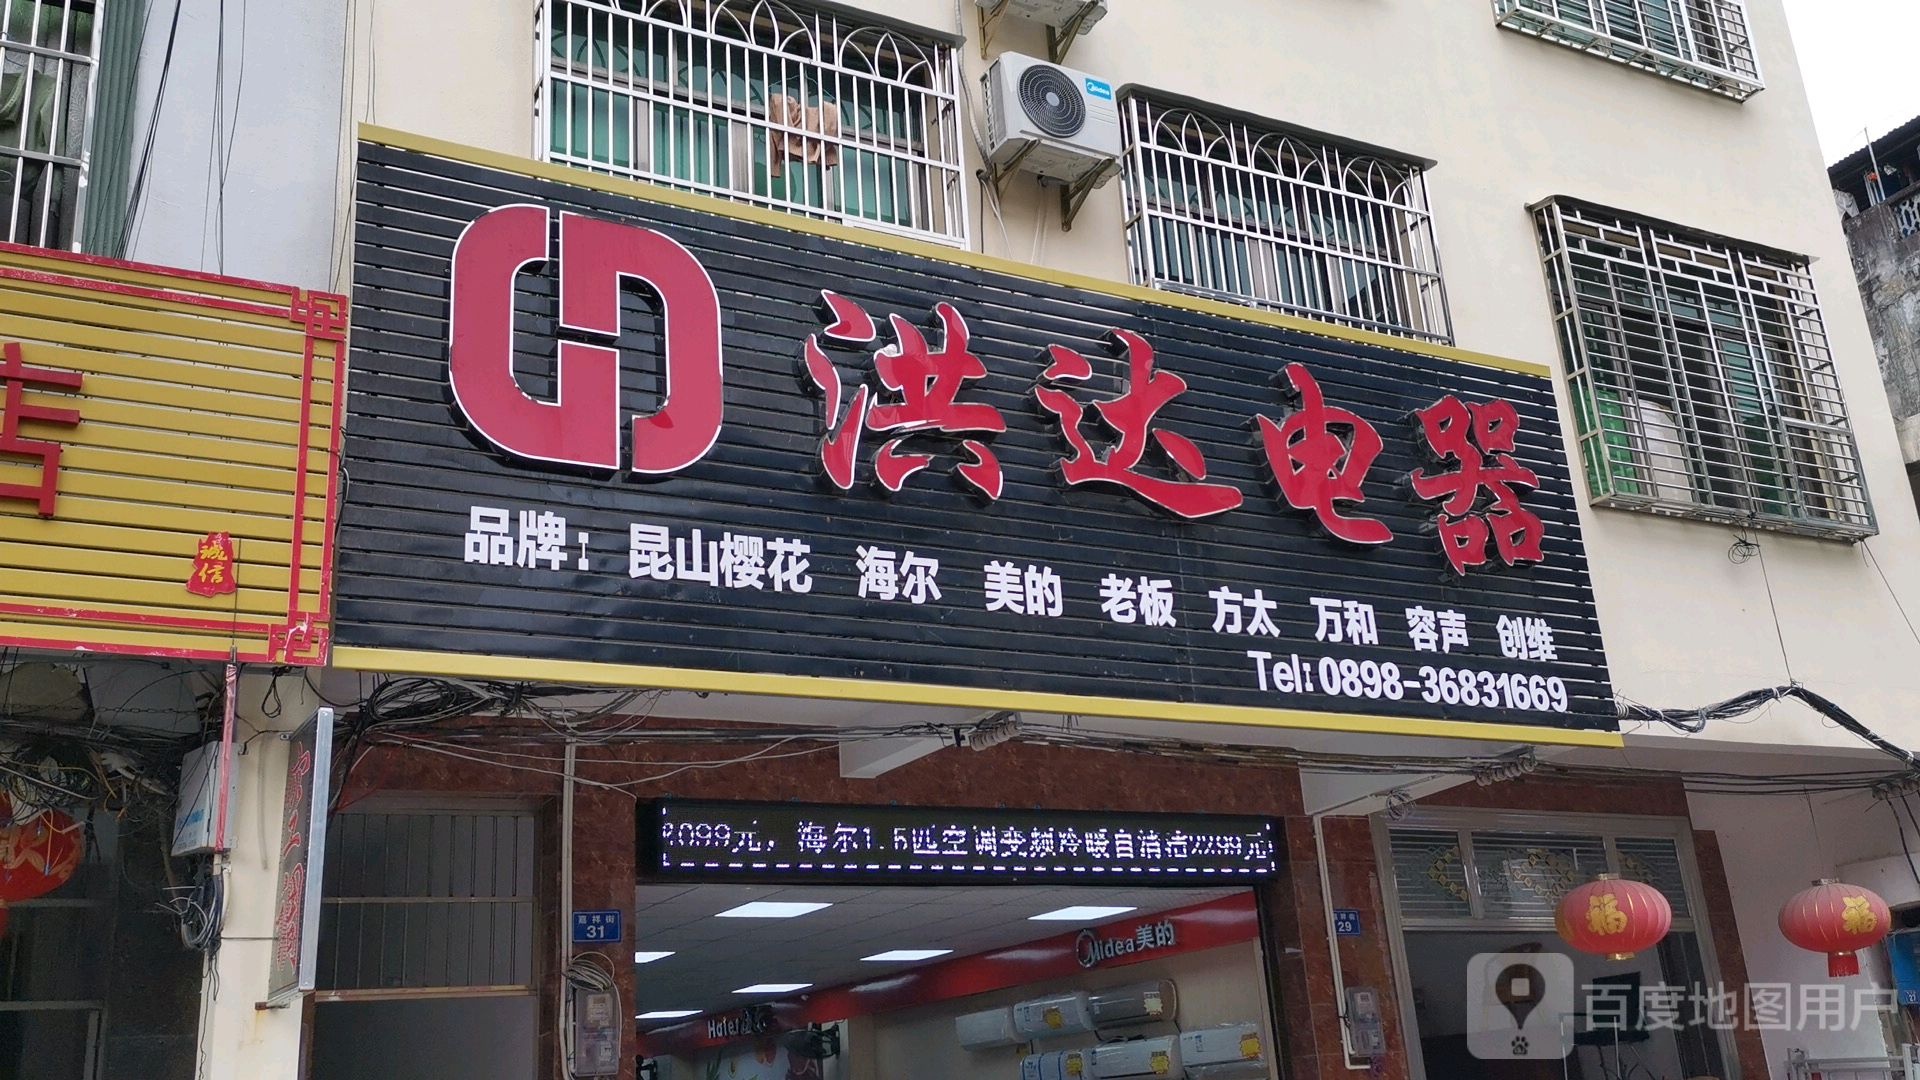 Midea
洪达电器
品牌：昆山樱花 海尔 美的 老板 方太 万和 容声 创维
Tel:0898-36831669
店
诚信
2099元，海尔1.5匹空调变频冷暖自清洁2299元
嘉祥街
31
嘉祥街
29
27
Midea美的
Haier
福
福
百度地图用户